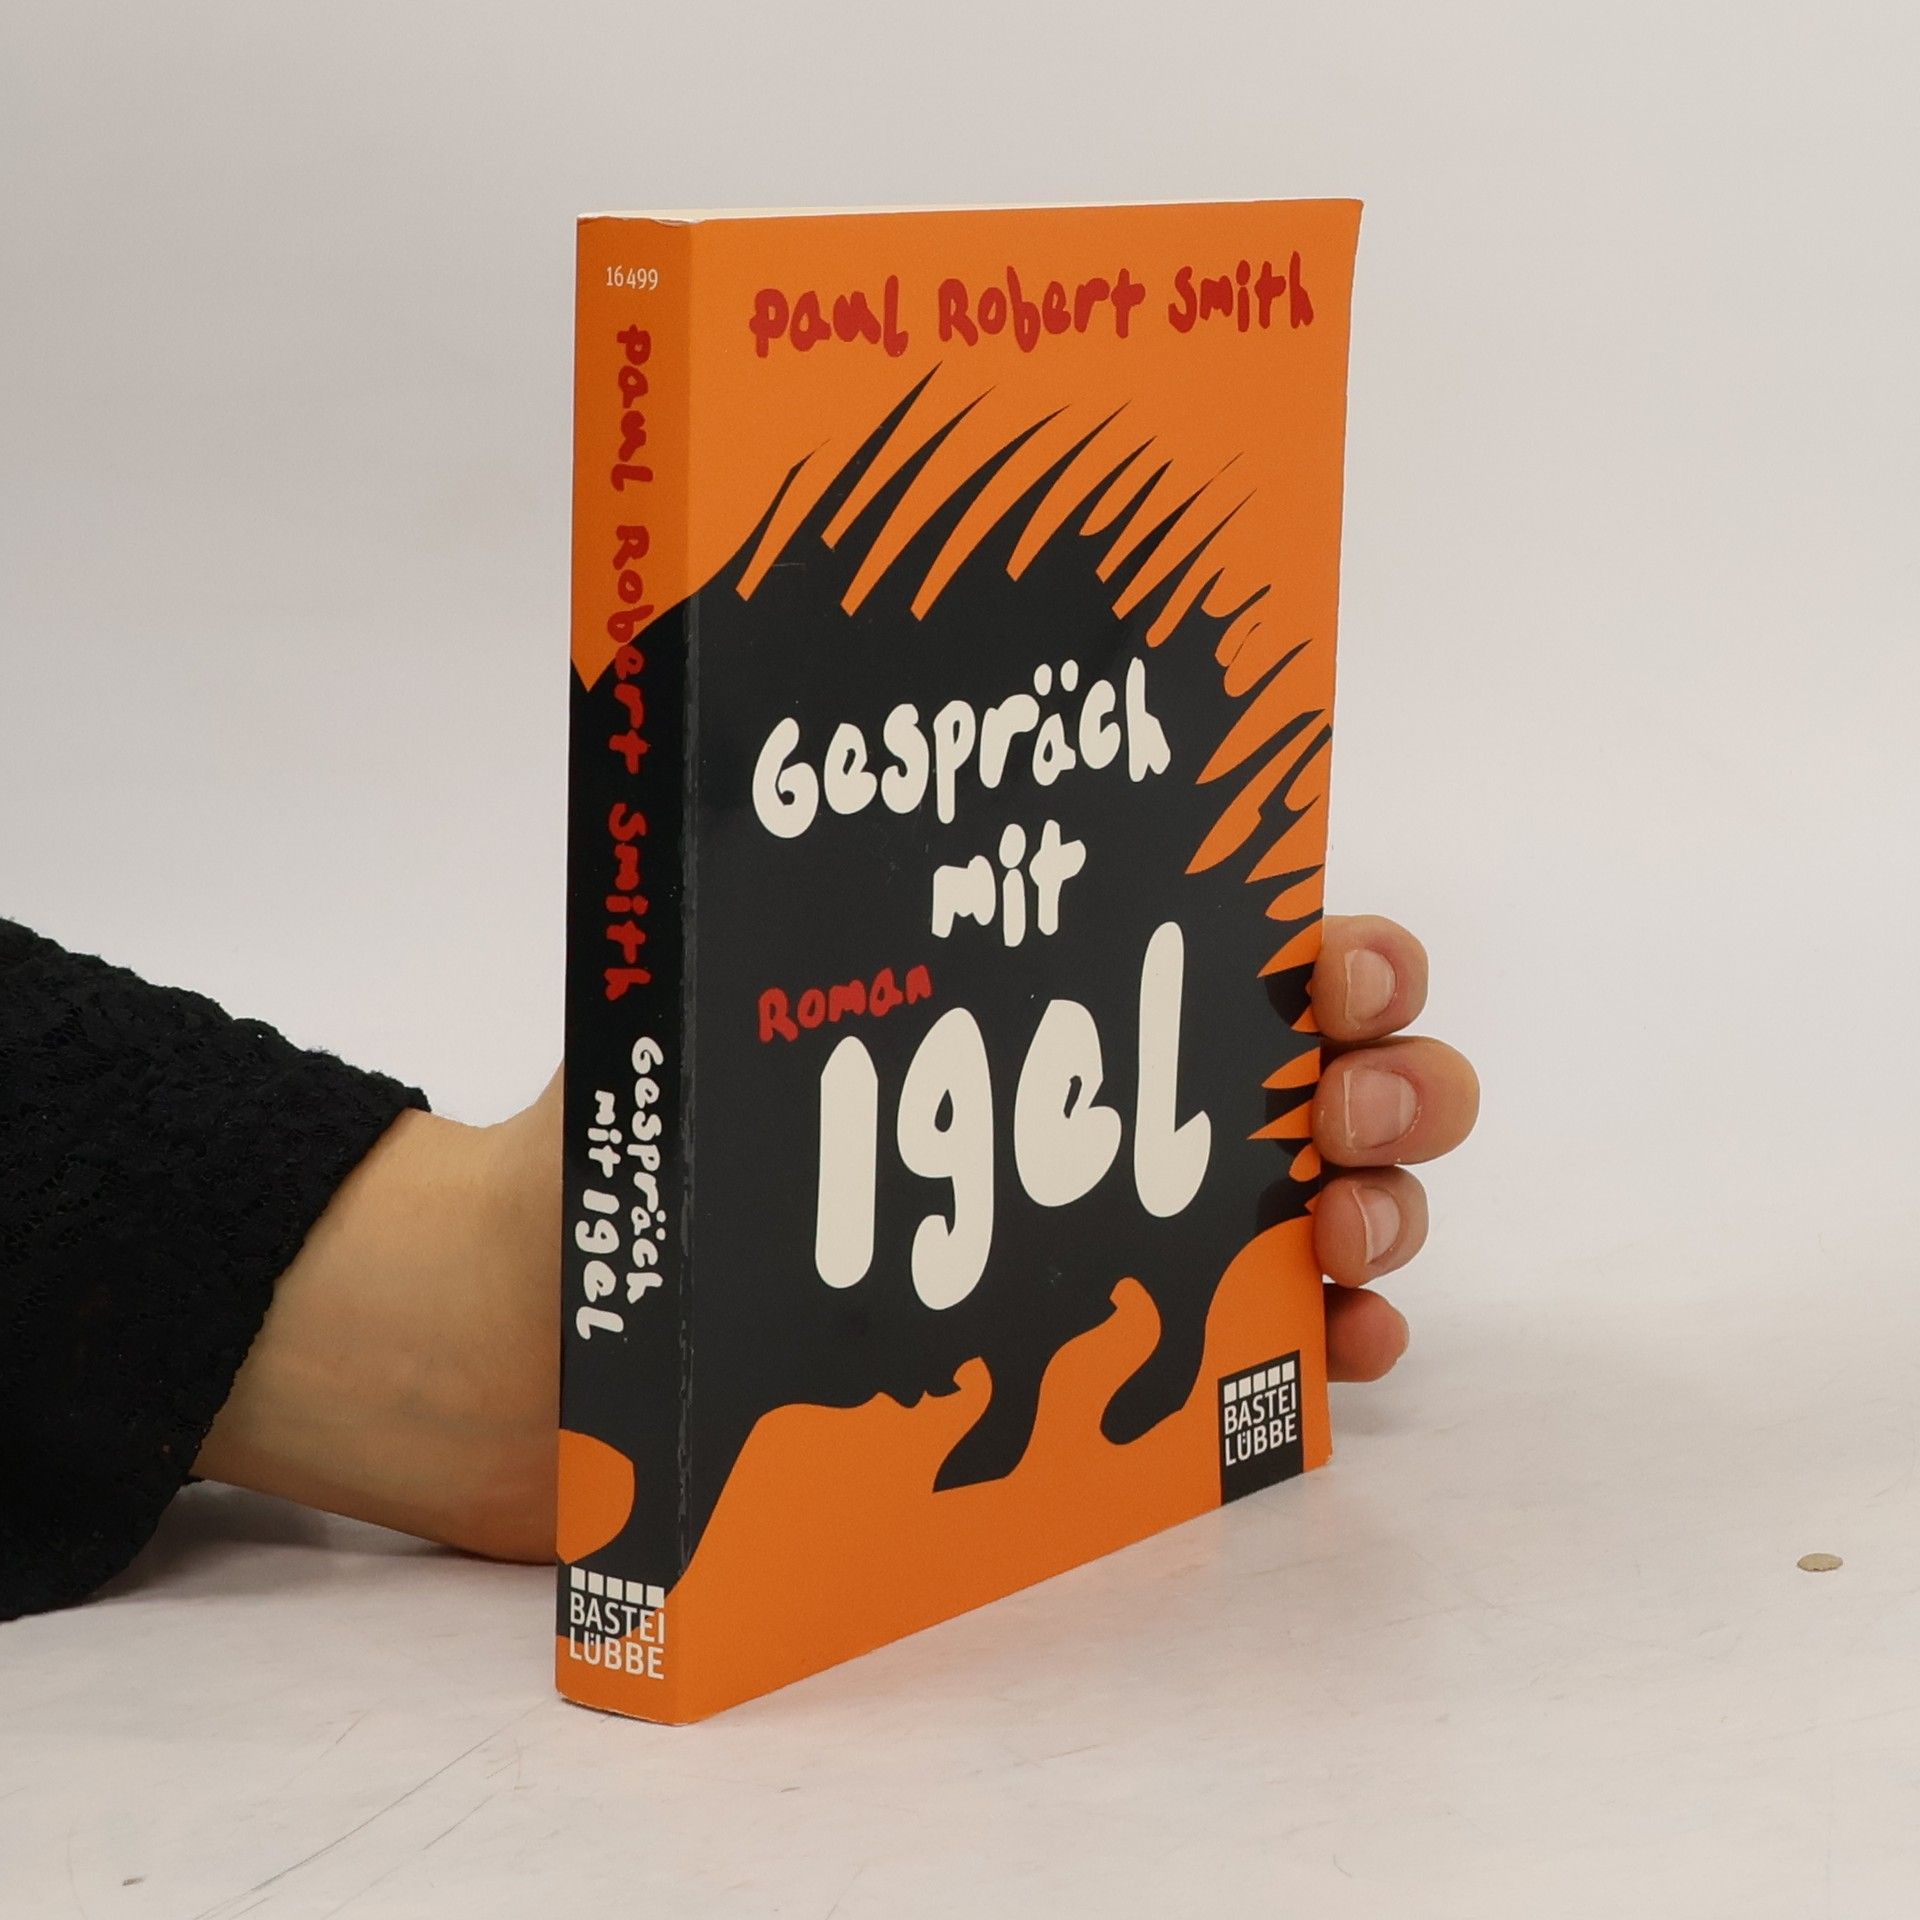 16499
Paul Robert Smith
Gespräch
mit Igel
BASTEI
LÜBBE
Paul Robert Smith
Gespräch
mit
Roman
Igel
BASTEI
LÜBBE